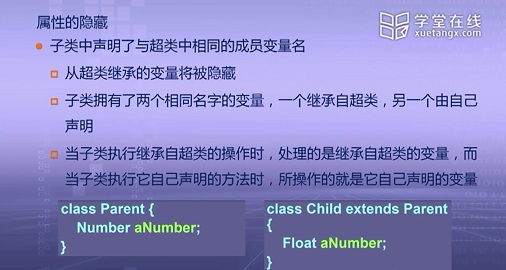 属性的隐藏
学堂在线
xuetangx.com
子类中声明了与超类中相同的成员变量名
从超类继承的变量将被隐藏
子类拥有了两个相同名字的变量，一个继承自超类，另一个由自己
声明
当子类执行继承自超类的操作时，处理的是继承自超类的变量，而
当子类执行它自己声明的方法时，所操作的就是它自己声明的变量
class Parent {
Number aNumber;
}
class Child extends Parent
{
Float aNumber;
}